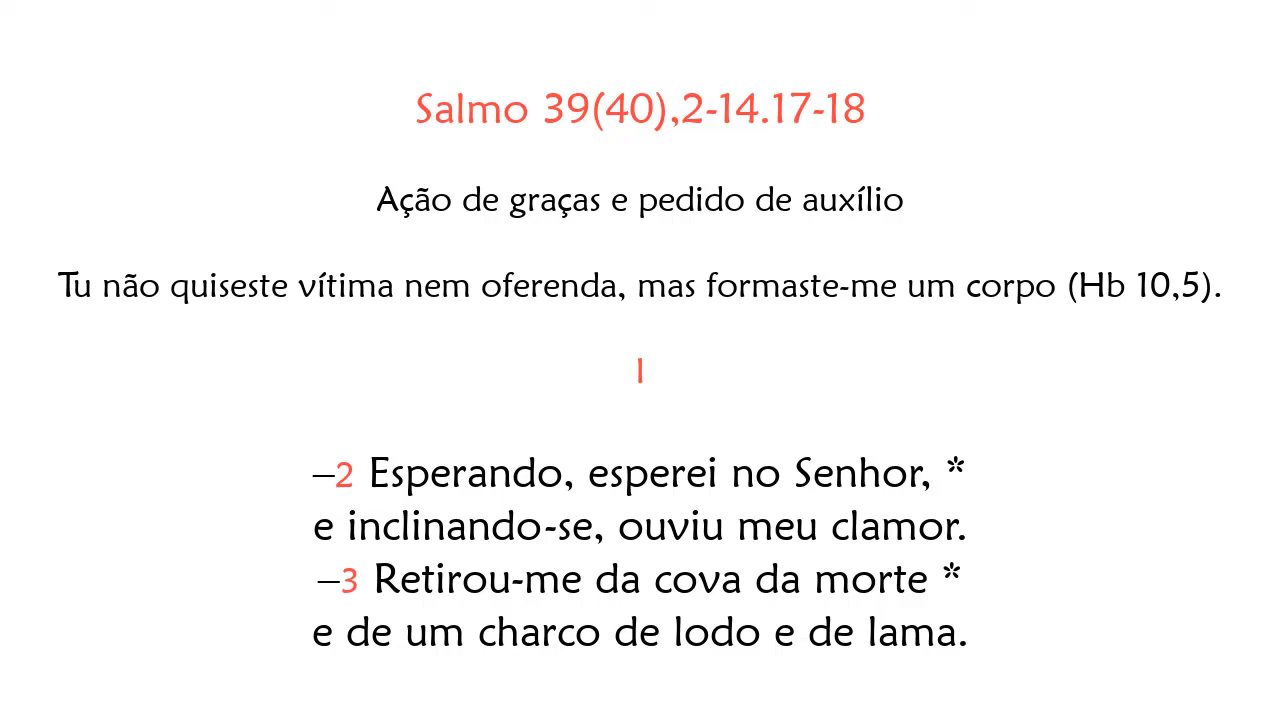 Salmo 39(40),2-14.17-18
Ação de graças e pedido de auxílio
Tu não quiseste vítima nem oferenda, mas formaste-me um corpo (Hb 10,5).
I
–2 Esperando, esperei no Senhor, *
e inclinando-se, ouviu meu clamor.
–3 Retirou-me da cova da morte *
e de um charco de lodo e de lama.